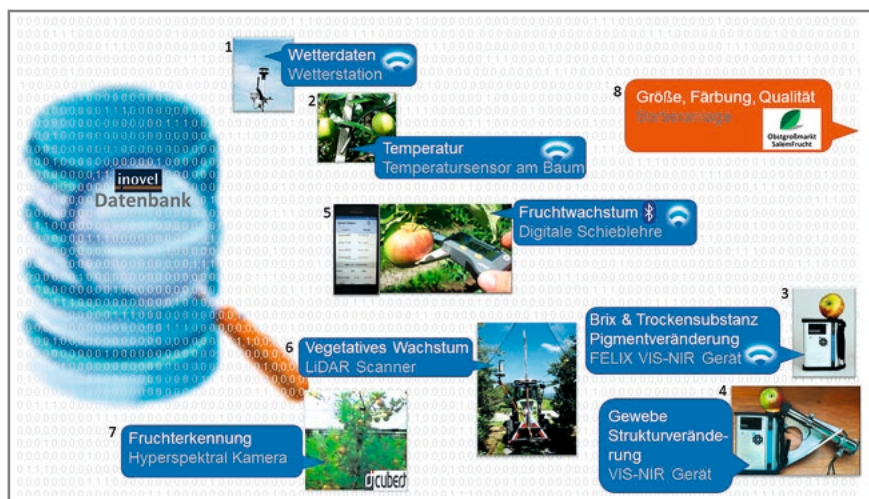 1
Wetterdaten
Wetterstation
2
Temperatur
Temperatursensor am Baum
8
Größe, Färbung, Qualität
Sortieranlage
Obstgroßmarkt
SalemFrucht
inovel
Datenbank
5
Fruchtwachstum
Digitale Schieblehre
3
Brix & Trockensubstanz
Pigmentveränderung
FELIX VIS-NIR Gerät
6
Vegetatives Wachstum
LiDAR Scanner
4
Gewebe
Strukturverände-
rung
VIS-NIR Gerät
7
Fruchterkennung
Hyperspektral Kamera
cubert